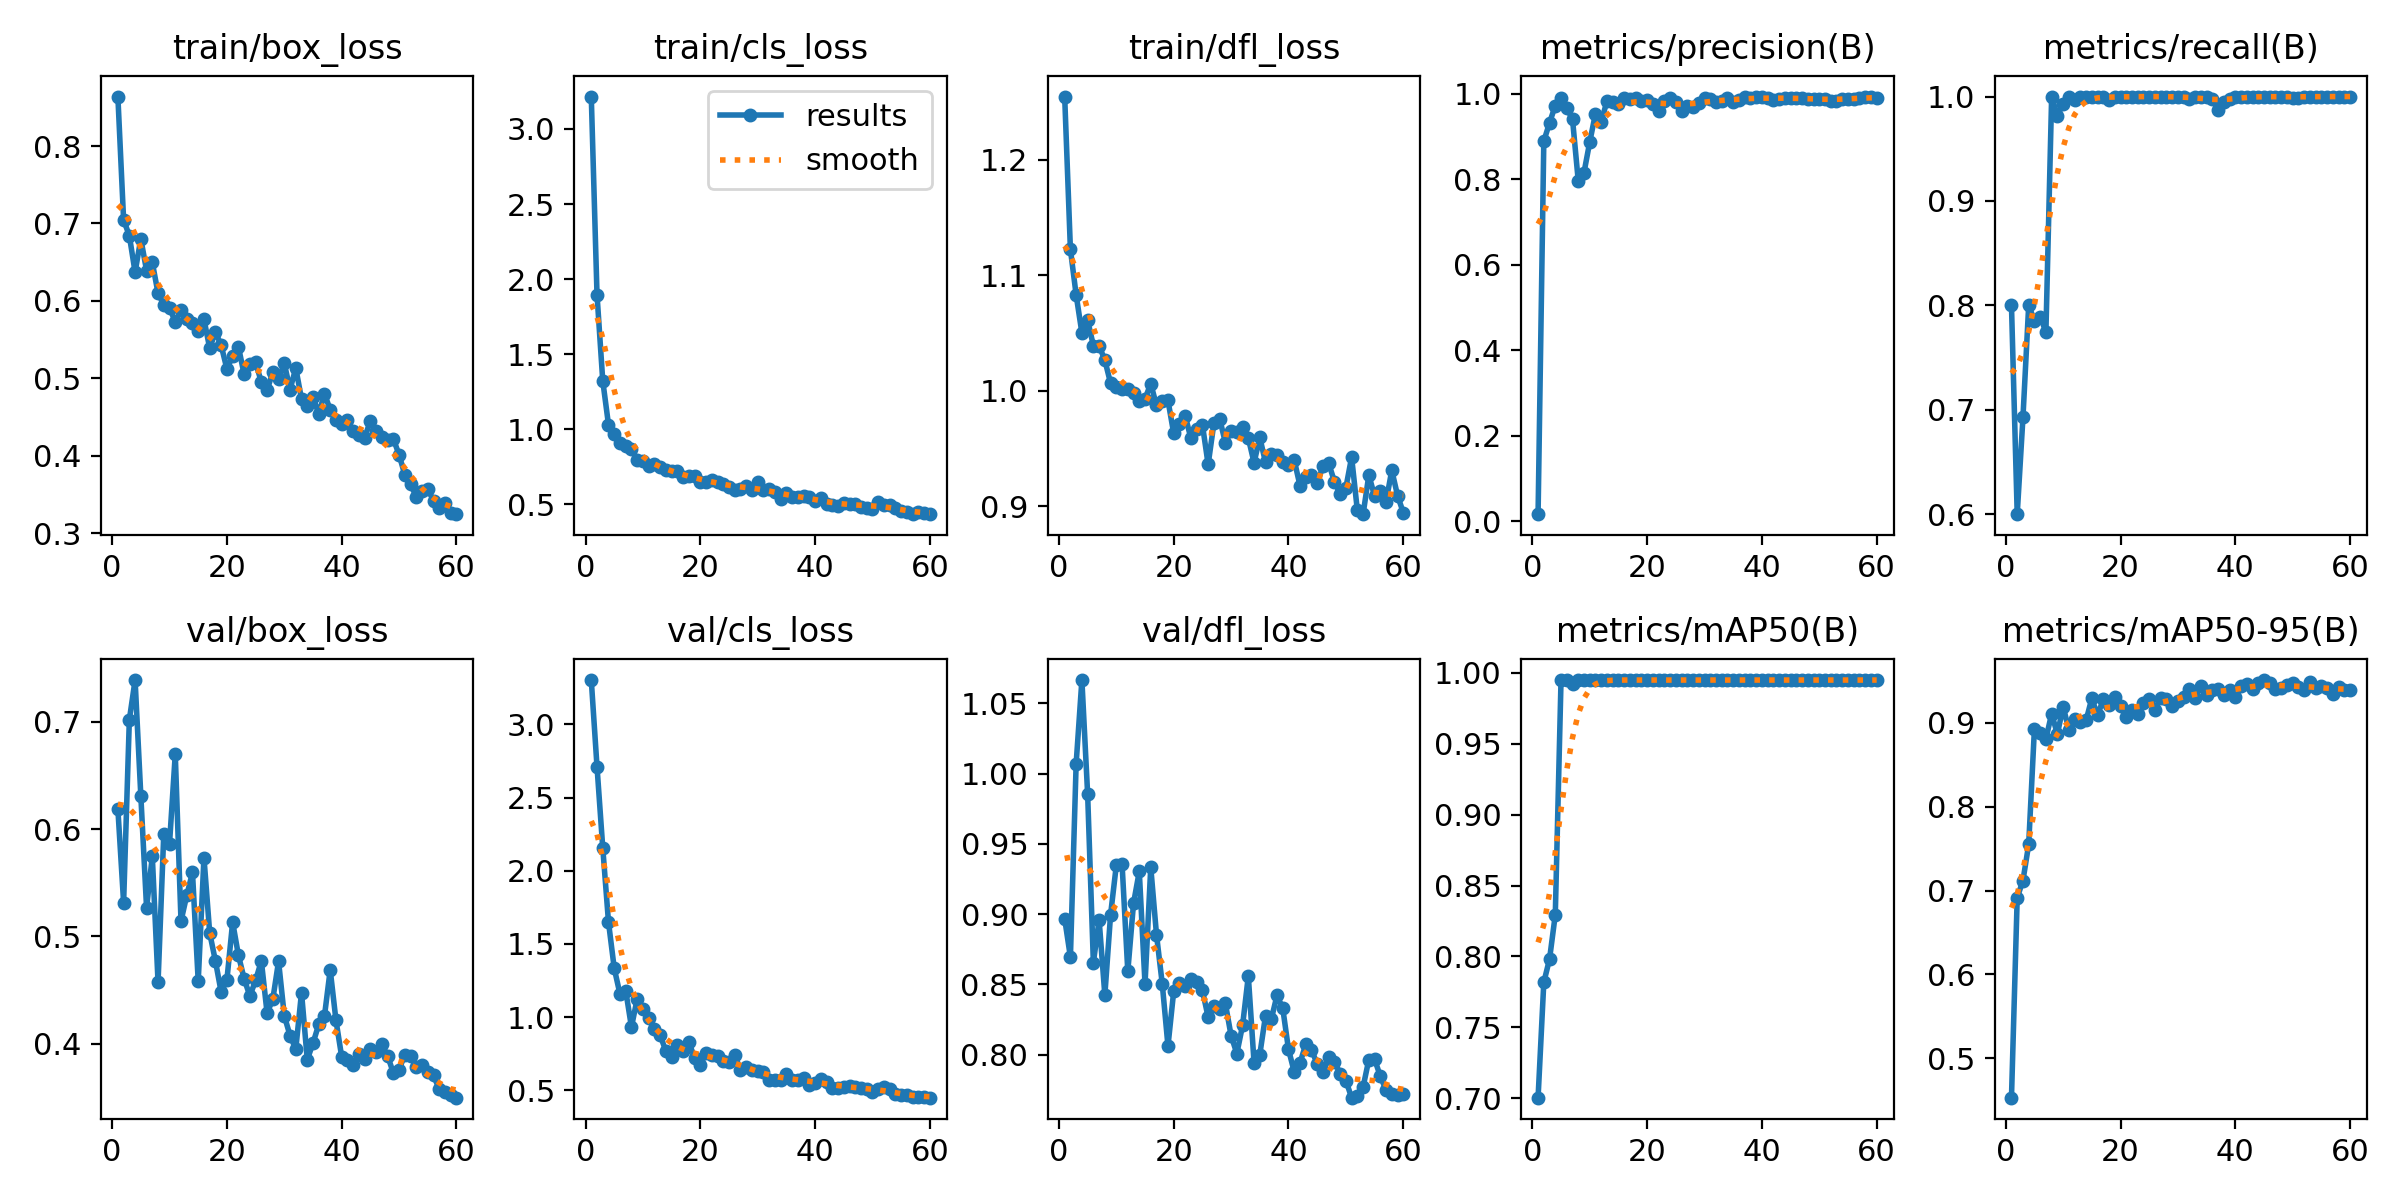 train/box_loss
train/cls_loss
train/dfl_loss
metrics/precision(B)
metrics/recall(B)
0.8
0.7
0.6
0.5
0.4
0.3
0 20 40 60
results
smooth
3.0
2.5
2.0
1.5
1.0
0.5
0 20 40 60
1.2
1.1
1.0
0.9
0 20 40 60
1.0
0.8
0.6
0.4
0.2
0.0
0 20 40 60
1.0
0.9
0.8
0.7
0.6
0 20 40 60
val/box_loss
val/cls_loss
val/dfl_loss
metrics/mAP50(B)
metrics/mAP50-95(B)
0.7
0.6
0.5
0.4
0 20 40 60
3.0
2.5
2.0
1.5
1.0
0.5
0 20 40 60
1.05
1.00
0.95
0.90
0.85
0.80
0 20 40 60
1.00
0.95
0.90
0.85
0.80
0.75
0.70
0 20 40 60
0.9
0.8
0.7
0.6
0.5
0 20 40 60